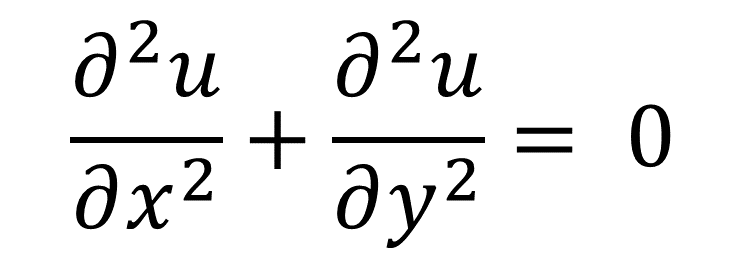 ∂²u/∂x² + ∂²u/∂y² = 0